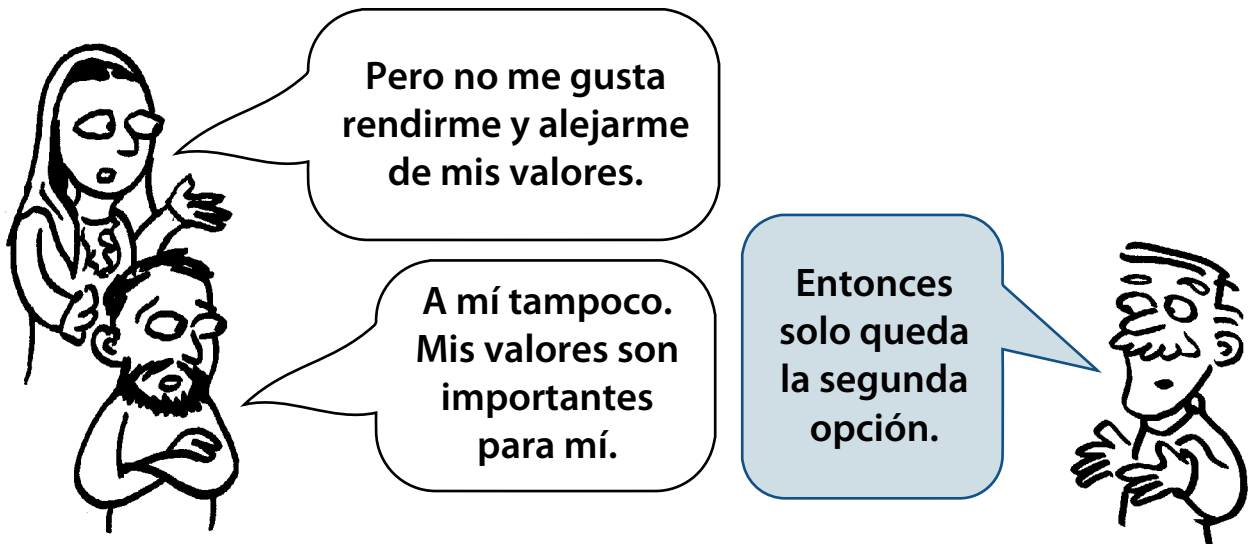 Pero no me gusta
rendirme y alejarme
de mis valores.
A mí tampoco.
Mis valores son
importantes
para mí.
Entonces
solo queda
la segunda
opción.